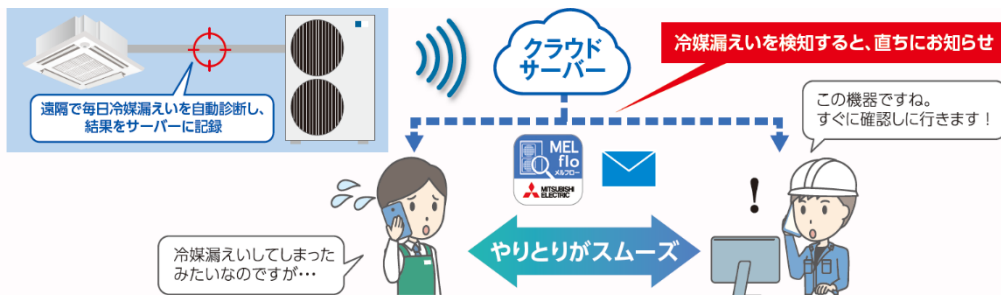 クラウド
サーバー
冷媒漏えいを検知すると、直ちにお知らせ
遠隔で毎日冷媒漏えいを自動診断し、
結果をサーバーに記録
この機器ですね。
すぐに確認しに行きます！
MEL
flo
メルフロー
MITSUBISHI
ELECTRIC
!
やりとりがスムーズ
冷媒漏えいしてしまった
みたいなのですが…